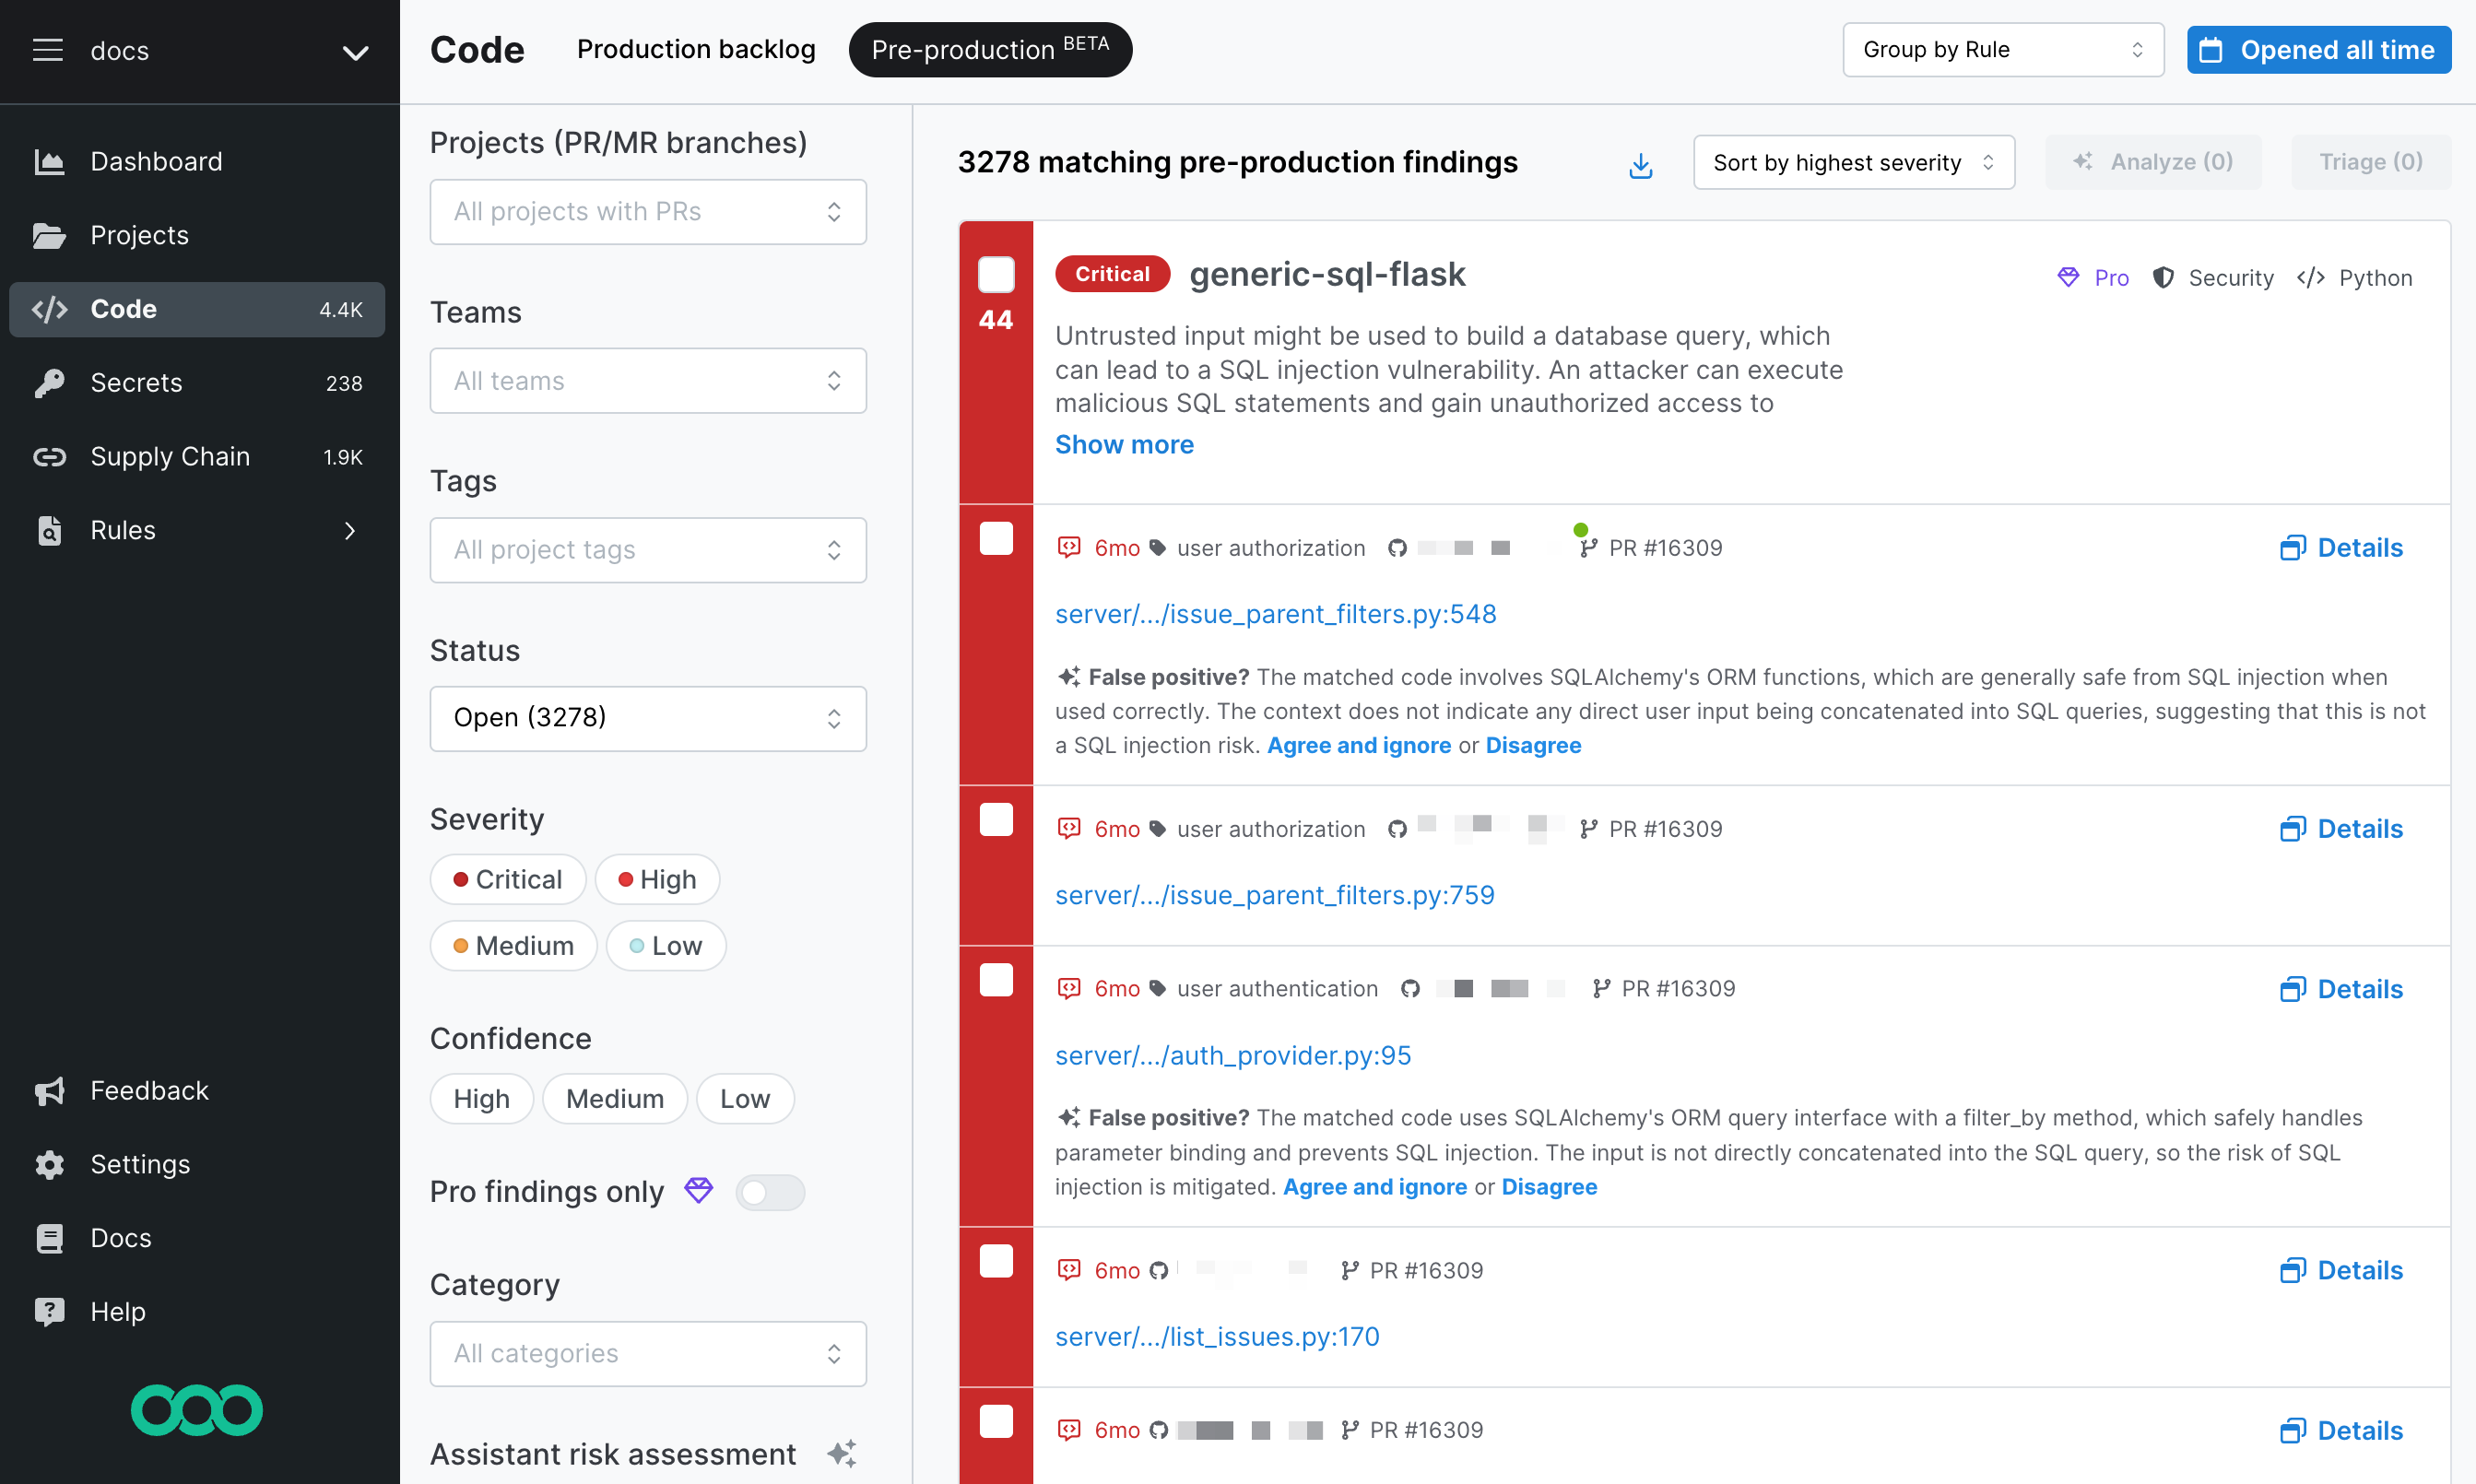 docs
Dashboard
Projects
Code 4.4K
Secrets 238
Supply Chain 1.9K
Rules
Feedback
Settings
Docs
Help
Code Production backlog Pre-production BETA
Group by Rule Opened all time
Projects (PR/MR branches)
All projects with PRs
Teams
All teams
Tags
All project tags
Status
Open (3278)
Severity
Critical High
Medium Low
Confidence
High Medium Low
Pro findings only
Category
All categories
Assistant risk assessment
3278 matching pre-production findings
Sort by highest severity Analyze (0) Triage (0)
44
Critical generic-sql-flask Pro Security Python
Untrusted input might be used to build a database query, which
can lead to a SQL injection vulnerability. An attacker can execute
malicious SQL statements and gain unauthorized access to
Show more
6mo user authorization PR #16309 Details
server/.../issue_parent_filters.py:548
False positive? The matched code involves SQLAlchemy's ORM functions, which are generally safe from SQL injection when
used correctly. The context does not indicate any direct user input being concatenated into SQL queries, suggesting that this is not
a SQL injection risk. Agree and ignore or Disagree
6mo user authorization PR #16309 Details
server/.../issue_parent_filters.py:759
6mo user authentication PR #16309 Details
server/.../auth_provider.py:95
False positive? The matched code uses SQLAlchemy's ORM query interface with a filter_by method, which safely handles
parameter binding and prevents SQL injection. The input is not directly concatenated into the SQL query, so the risk of SQL
injection is mitigated. Agree and ignore or Disagree
6mo PR #16309 Details
server/.../list_issues.py:170
6mo PR #16309 Details